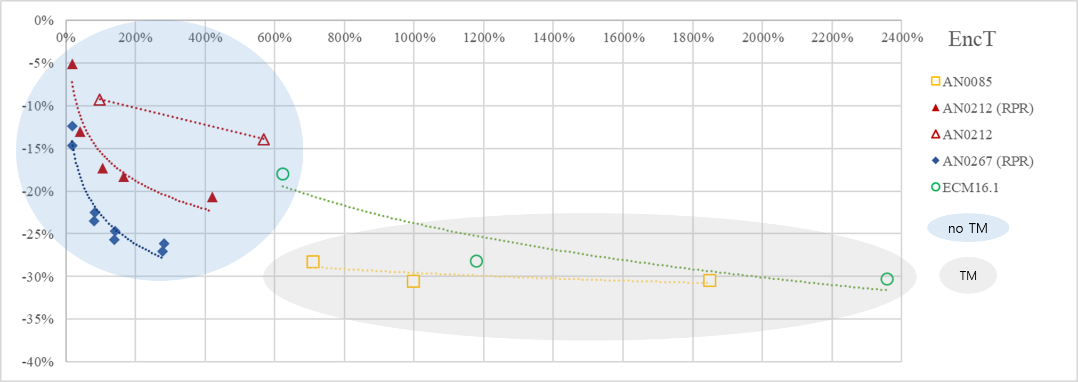 0%
0% 200% 400% 600% 800% 1000% 1200% 1400% 1600% 1800% 2000% 2200% 2400%
EncT
-5%
-10%
-15%
-20%
-25%
-30%
-35%
-40%
AN0085
AN0212 (RPR)
AN0212
AN0267 (RPR)
ECM16.1
no TM
TM